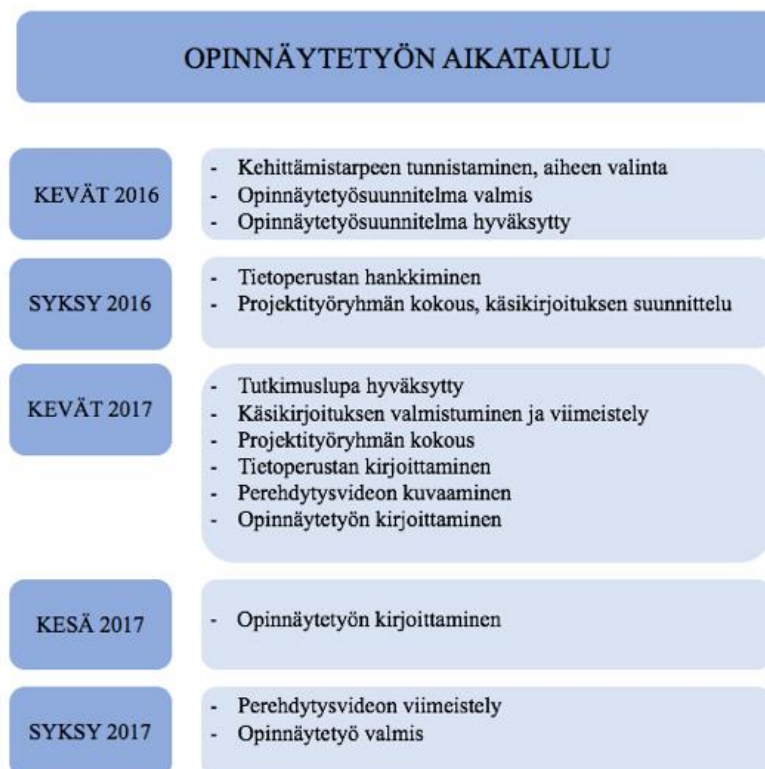 OPINNÄYTETYÖN AIKATAULU
KEVÄT 2016
- Kehittämistarpeen tunnistaminen, aiheen valinta
- Opinnäytetyösuunnitelma valmis
- Opinnäytetyösuunnitelma hyväksytty
SYKSY 2016
- Tietoperustan hankkiminen
- Projektityöryhmän kokous, käsikirjoituksen suunnittelu
KEVÄT 2017
- Tutkimuslupa hyväksytty
- Käsikirjoituksen valmistuminen ja viimeistely
- Projektityöryhmän kokous
- Tietoperustan kirjoittaminen
- Perehdytysvideon kuvaaminen
- Opinnäytetyön kirjoittaminen
KESÄ 2017
- Opinnäytetyön kirjoittaminen
SYKSY 2017
- Perehdytysvideon viimeistely
- Opinnäytetyö valmis